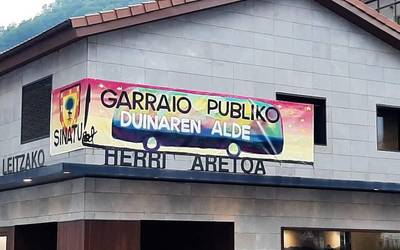 SINATU
GARRAIO PUBLIKO
DUINAREN ALDE
LEITZAKO HERRI ARETOA